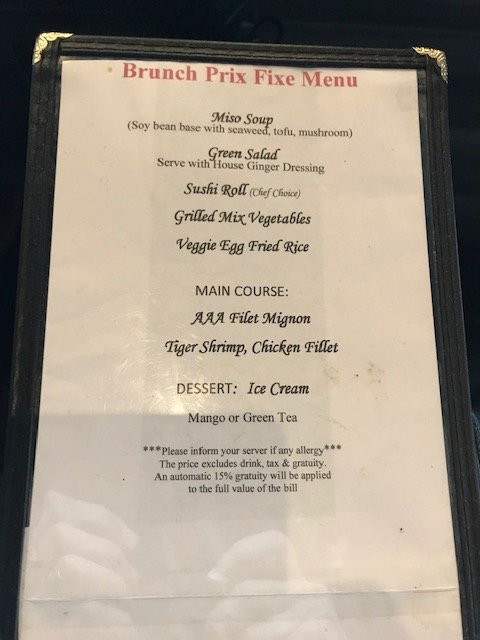 Brunch Prix Fixe Menu
Miso Soup
(Soy bean base with seaweed, tofu, mushroom)
Green Salad
Serve with House Ginger Dressing
Sushi Roll (Chef Choice)
Grilled Mix Vegetables
Veggie Egg Fried Rice
MAIN COURSE:
AAA Filet Mignon
Tiger Shrimp, Chicken Fillet
DESSERT: Ice Cream
Mango or Green Tea
***Please inform your server if any allergy***
The price excludes drink, tax & gratuity.
An automatic 15% gratuity will be applied
to the full value of the bill